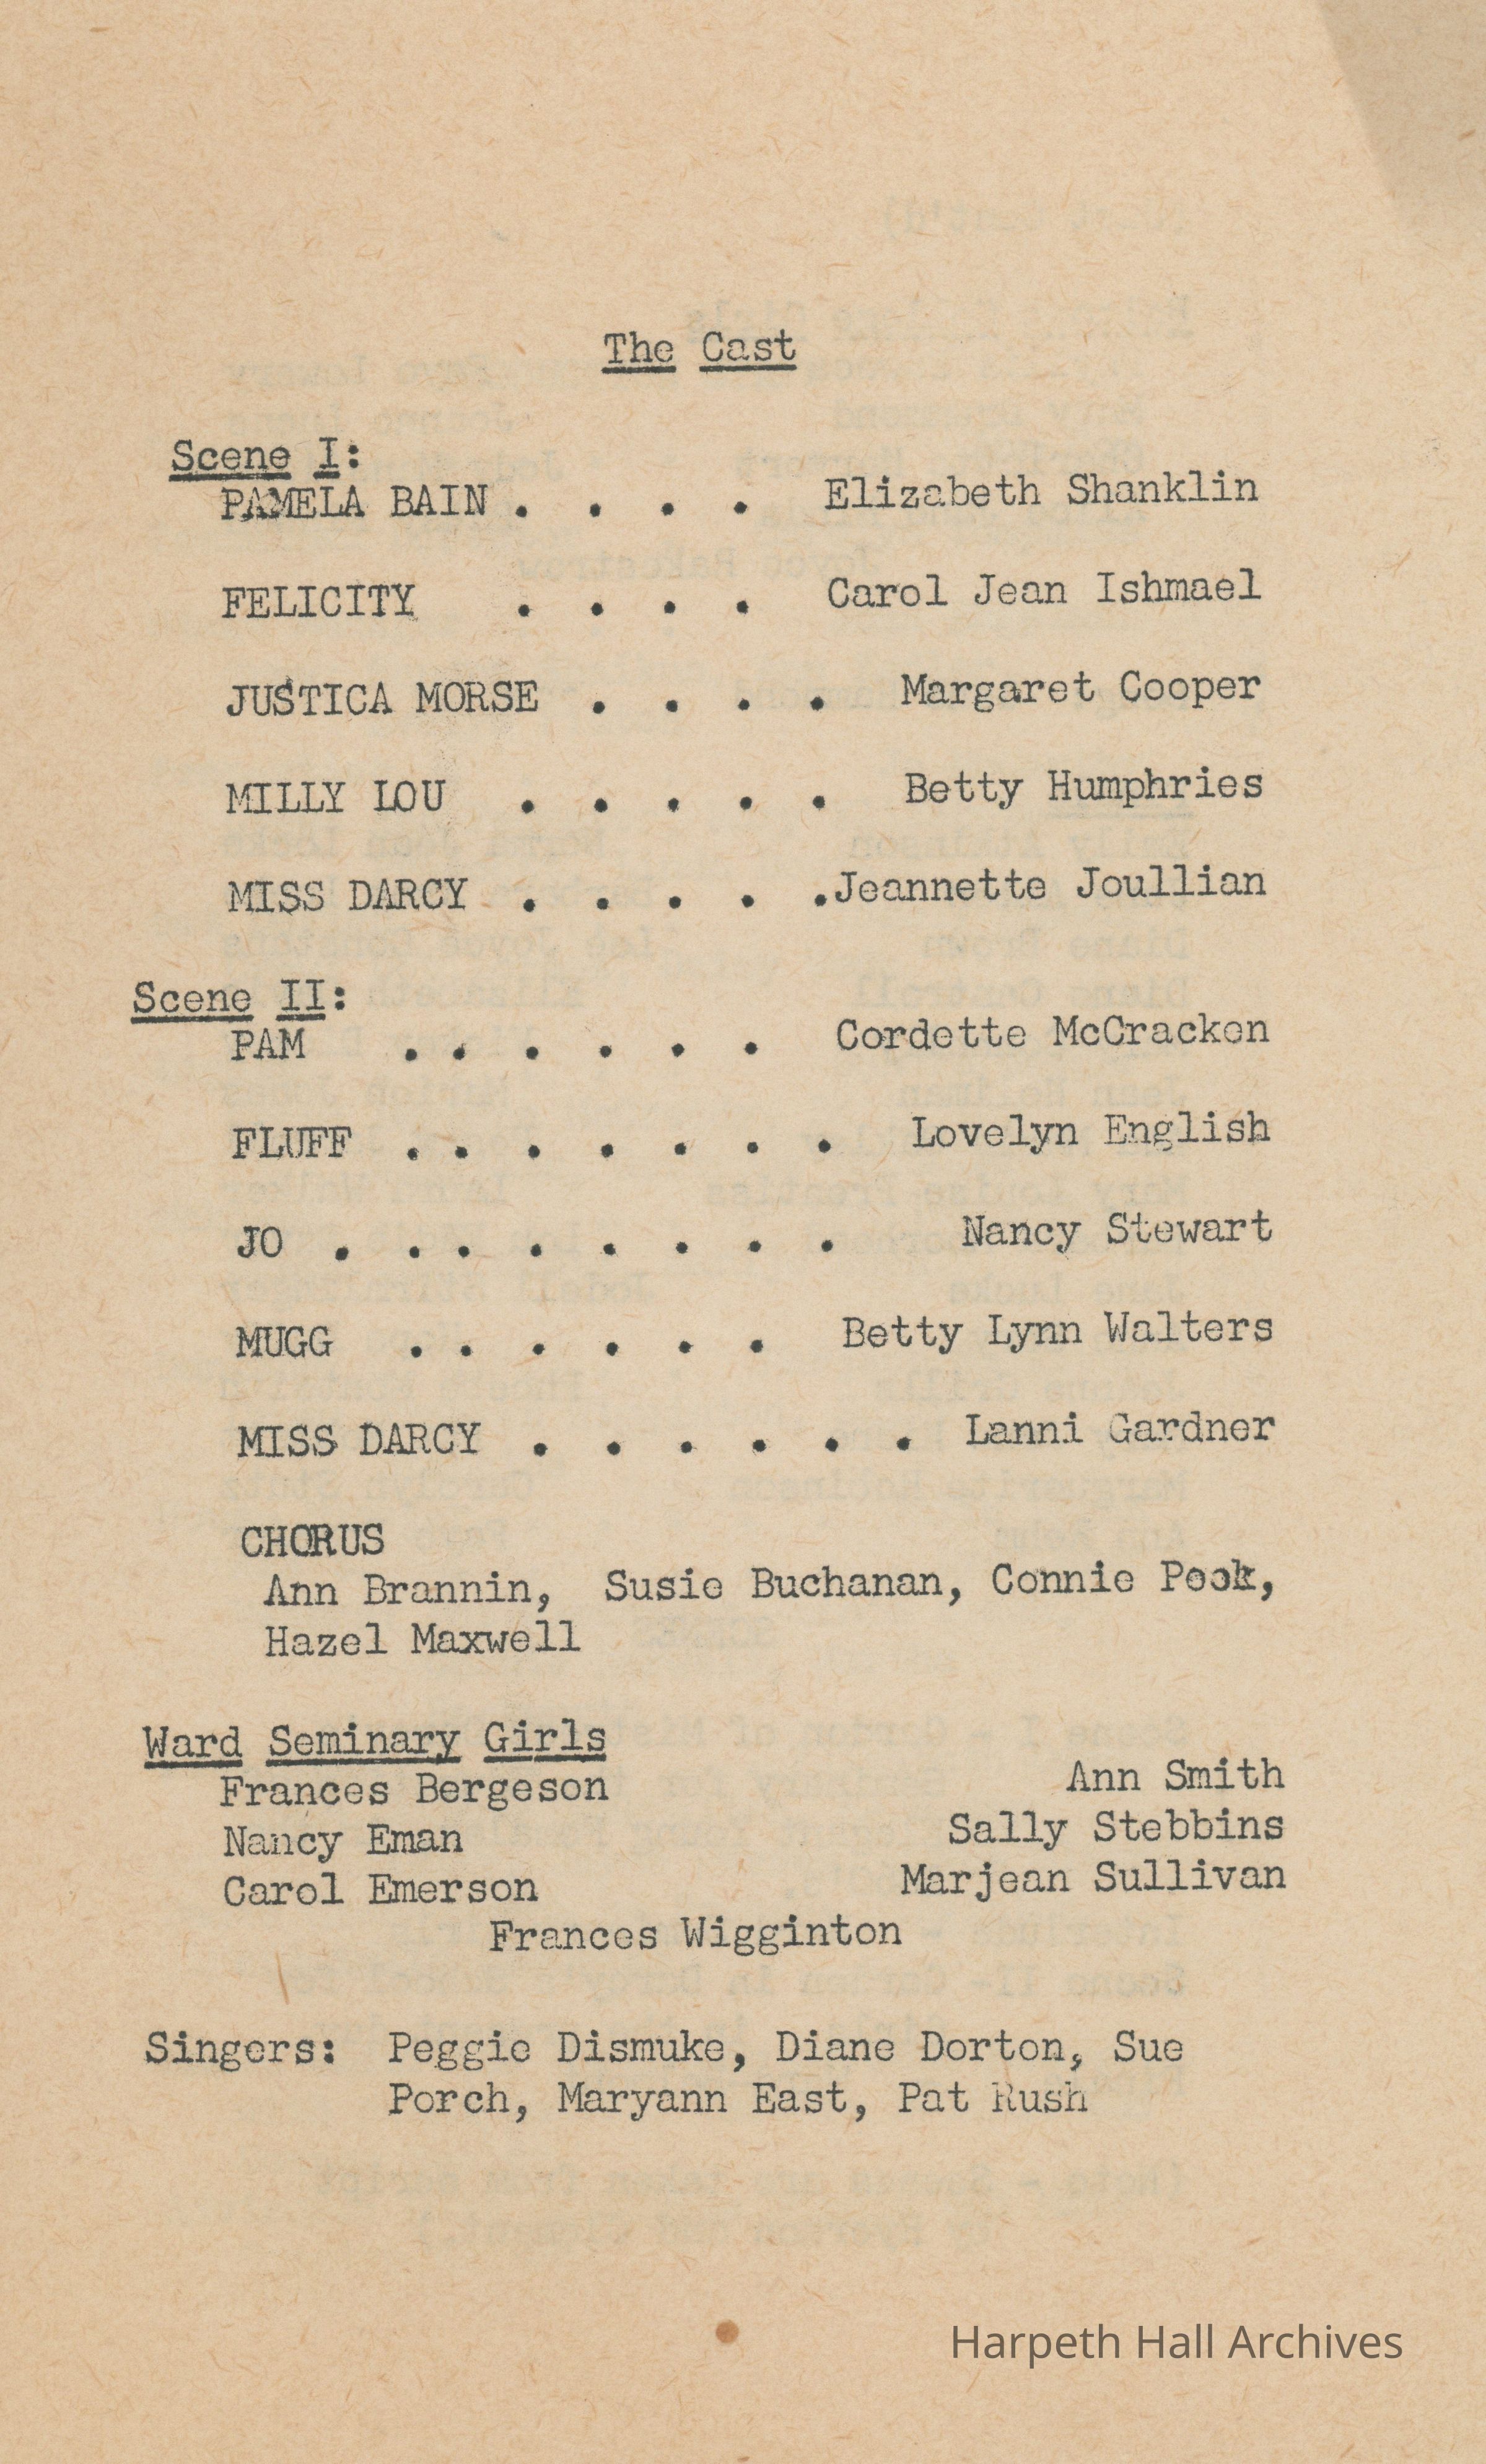 The Cast
Scene I:
PAMELA BAIN . . . . Elizabeth Shanklin
FELICITY . . . . Carol Jean Ishmael
JUSTICA MORSE . . . . Margaret Cooper
MILLY LOU . . . . . Betty Humphries
MISS DARCY . . . . .Jeannette Joullian
Scene II:
PAM . . . . . . Cordette McCracken
FLUFF . . . . . . . Lovelyn English
JO . . . . . . . . Nancy Stewart
MUGG . . . . . . Betty Lynn Walters
MISS DARCY . . . . . . Lanni Gardner
CHORUS
Ann Brannin, Susie Buchanan, Connie
Hazel Maxwell
Ward Seminary Girls
Frances Bergeson Ann Smith
Nancy Eman Sally Stebbins
Carol Emerson Marjean Sullivan
Frances Wigginton
Singers: Peggie Dismuke, Diane Dorton, Sue
Porch, Maryann East, Pat Rush
Harpeth Hall Archives